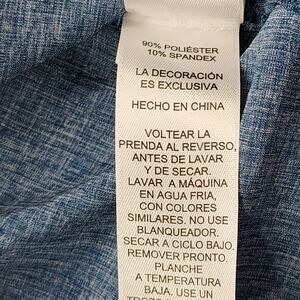 90% POLIÉSTER
10% SPANDEX
LA DECORACIÓN
ES EXCLUSIVA
HECHO EN CHINA
VOLTEAR LA
PRENDA AL REVERSO,
ANTES DE LAVAR
Y DE SECAR.
LAVAR A MÁQUINA
EN AGUA FRIA,
CON COLORES
SIMILARES. NO USE
BLANQUEADOR.
SECAR A CICLO BAJO.
REMOVER PRONTO.
PLANCHE
A TEMPERATURA
BAJA. USE UN